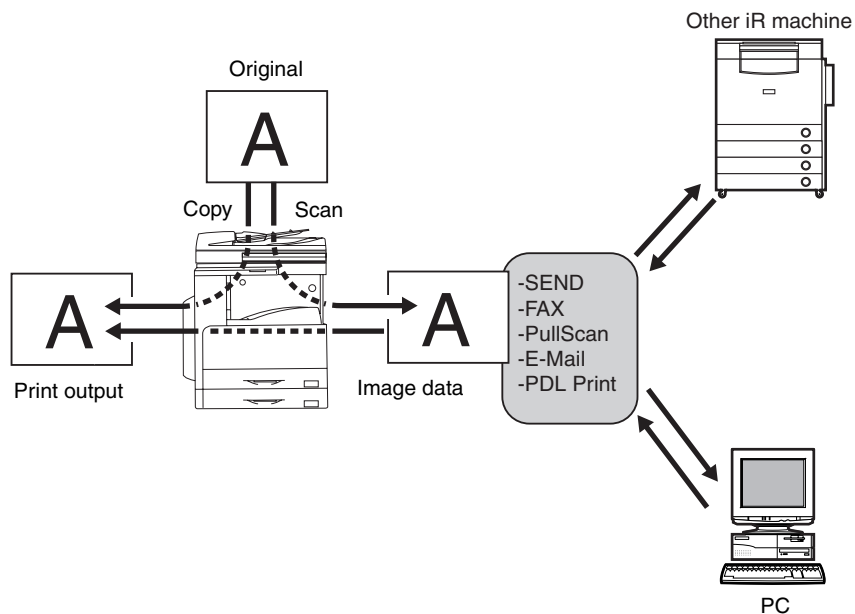 Other iR machine
Original
A
Copy Scan
A
Print output
A
Image data
-SEND
-FAX
-PullScan
-E-Mail
-PDL Print
PC